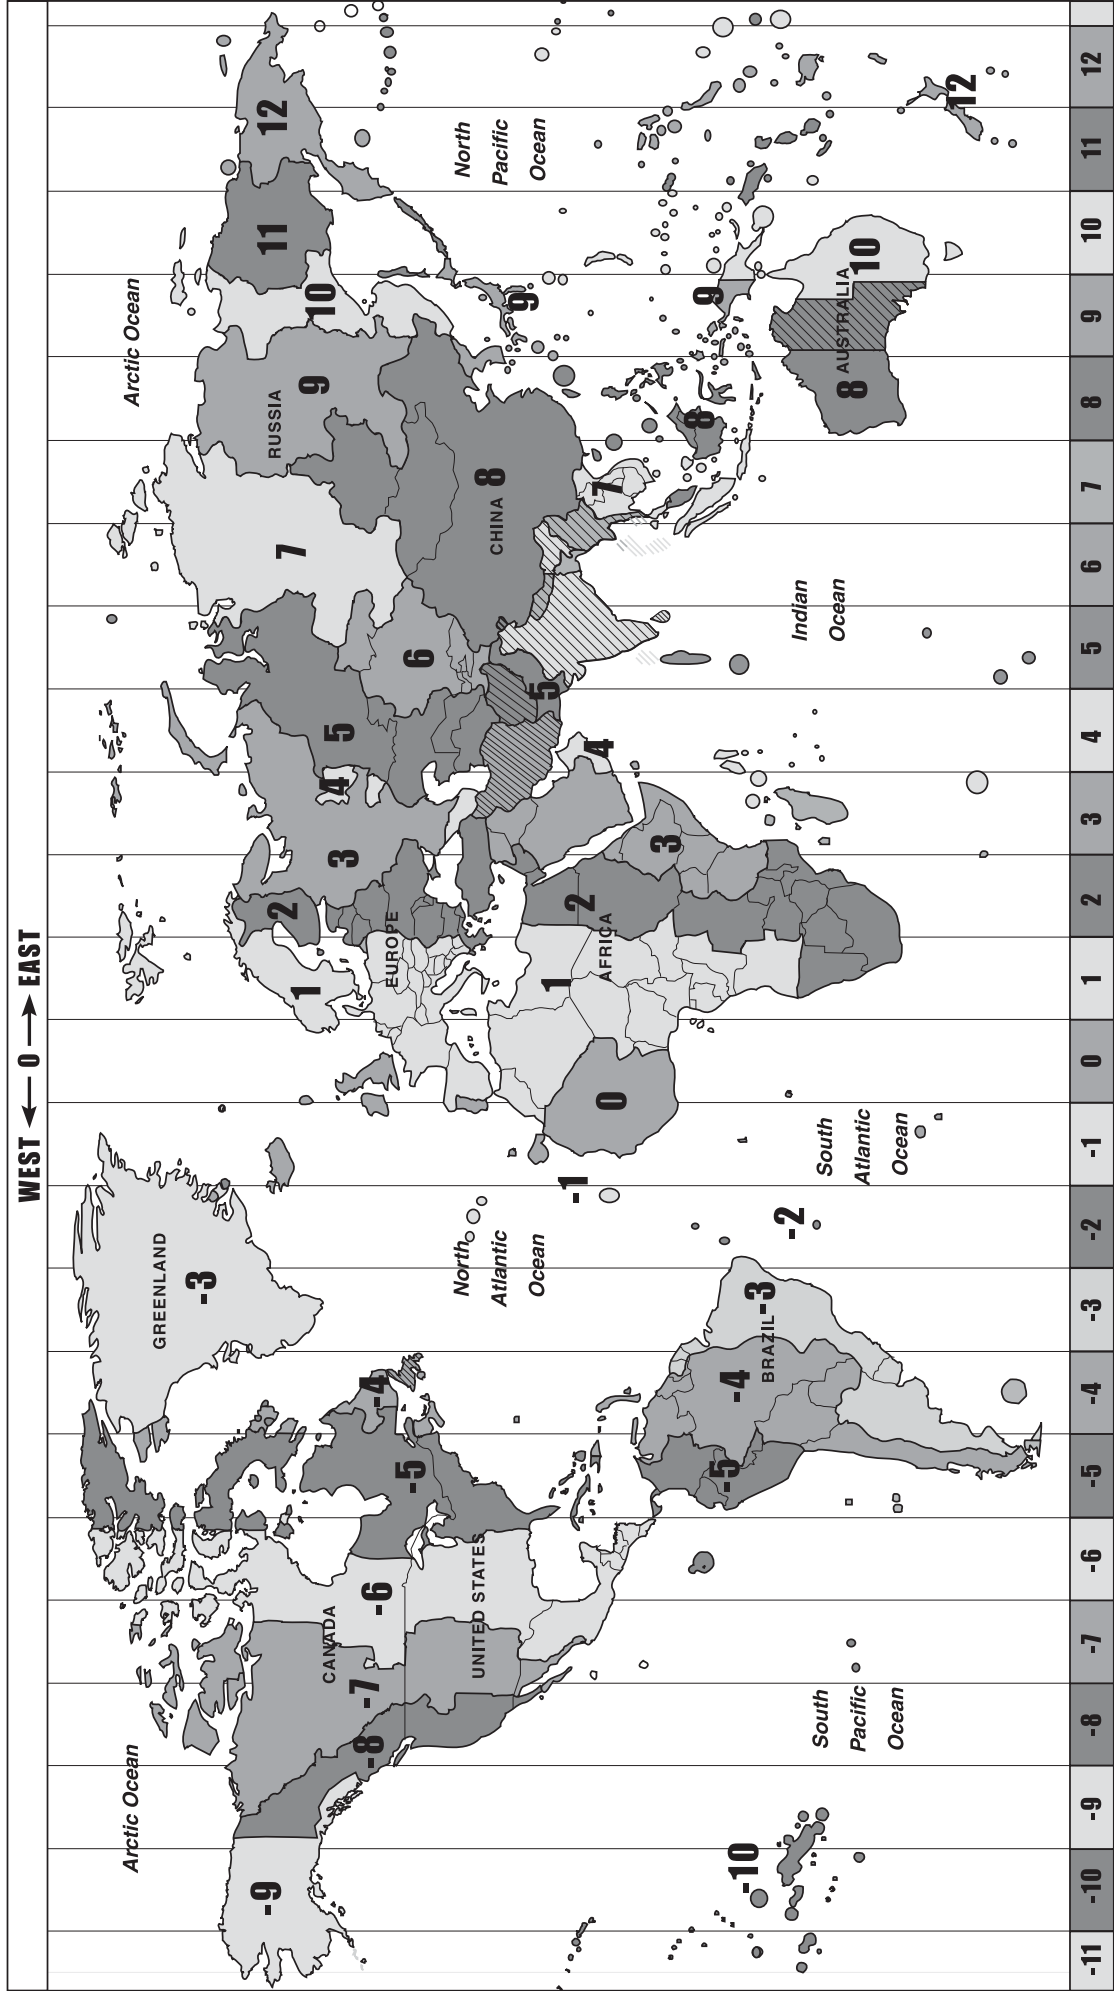 WEST ← 0 → EAST
Arctic Ocean
Arctic Ocean
GREENLAND
-3
-9
CANADA
-8
-7
-6
-5
-4
UNITED STATES
North
Atlantic
Ocean
-1
-2
-10
South
Pacific
Ocean
-5
-4
BRAZIL
-3
South
Atlantic
Ocean
0
1
EUROPE
1
2
AFRICA
2
3
3
4
4
5
5
6
7
RUSSIA
9
10
11
12
CHINA
8
7
8
9
9
Indian
Ocean
North
Pacific
Ocean
8
AUSTRALIA
10
12
-11 -10 -9 -8 -7 -6 -5 -4 -3 -2 -1 0 1 2 3 4 5 6 7 8 9 10 11 12